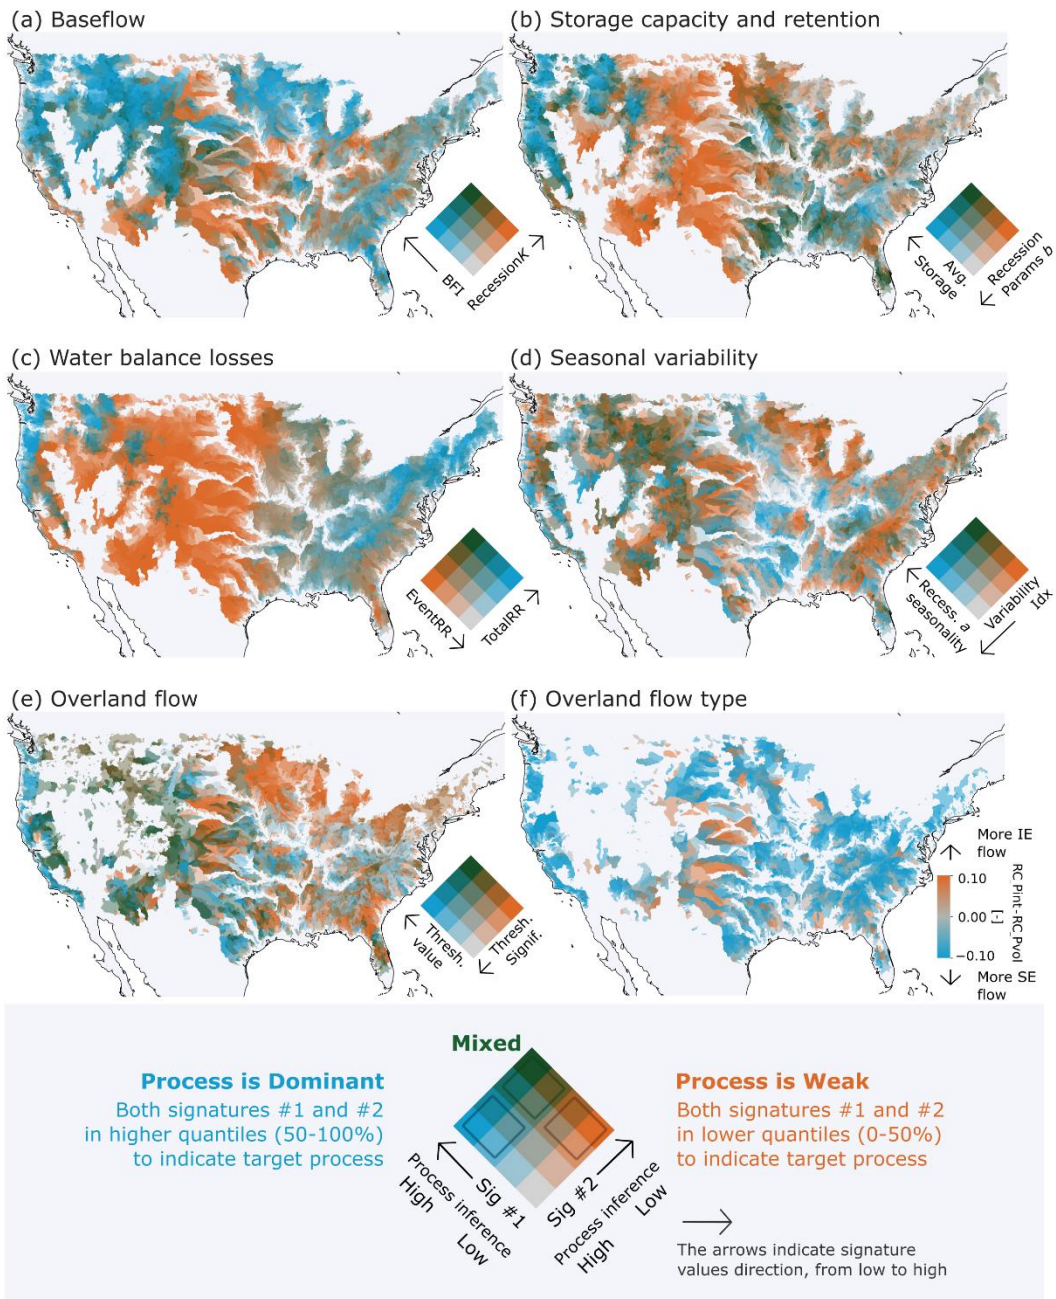 (a) Baseflow
BFI
RecessionK
(b) Storage capacity and retention
Avg.
Storage
Recession
Params b
(c) Water balance losses
EventRR
TotalRR
(d) Seasonal variability
Recess. a
seasonality
Variability
Idx
(e) Overland flow
Thresh.
value
Thresh.
Signif.
(f) Overland flow type
More IE
flow
0.10
0.00
−0.10
RC_Pint-RC_Pvol
[-]
More SE
flow
Mixed
Process is Dominant
Both signatures #1 and #2
in higher quantiles (50-100%)
to indicate target process
Process is Weak
Both signatures #1 and #2
in lower quantiles (0-50%)
to indicate target process
Sig #1
Process inference
High
Low
Sig #2
Process inference
High
Low
The arrows indicate signature
values direction, from low to high